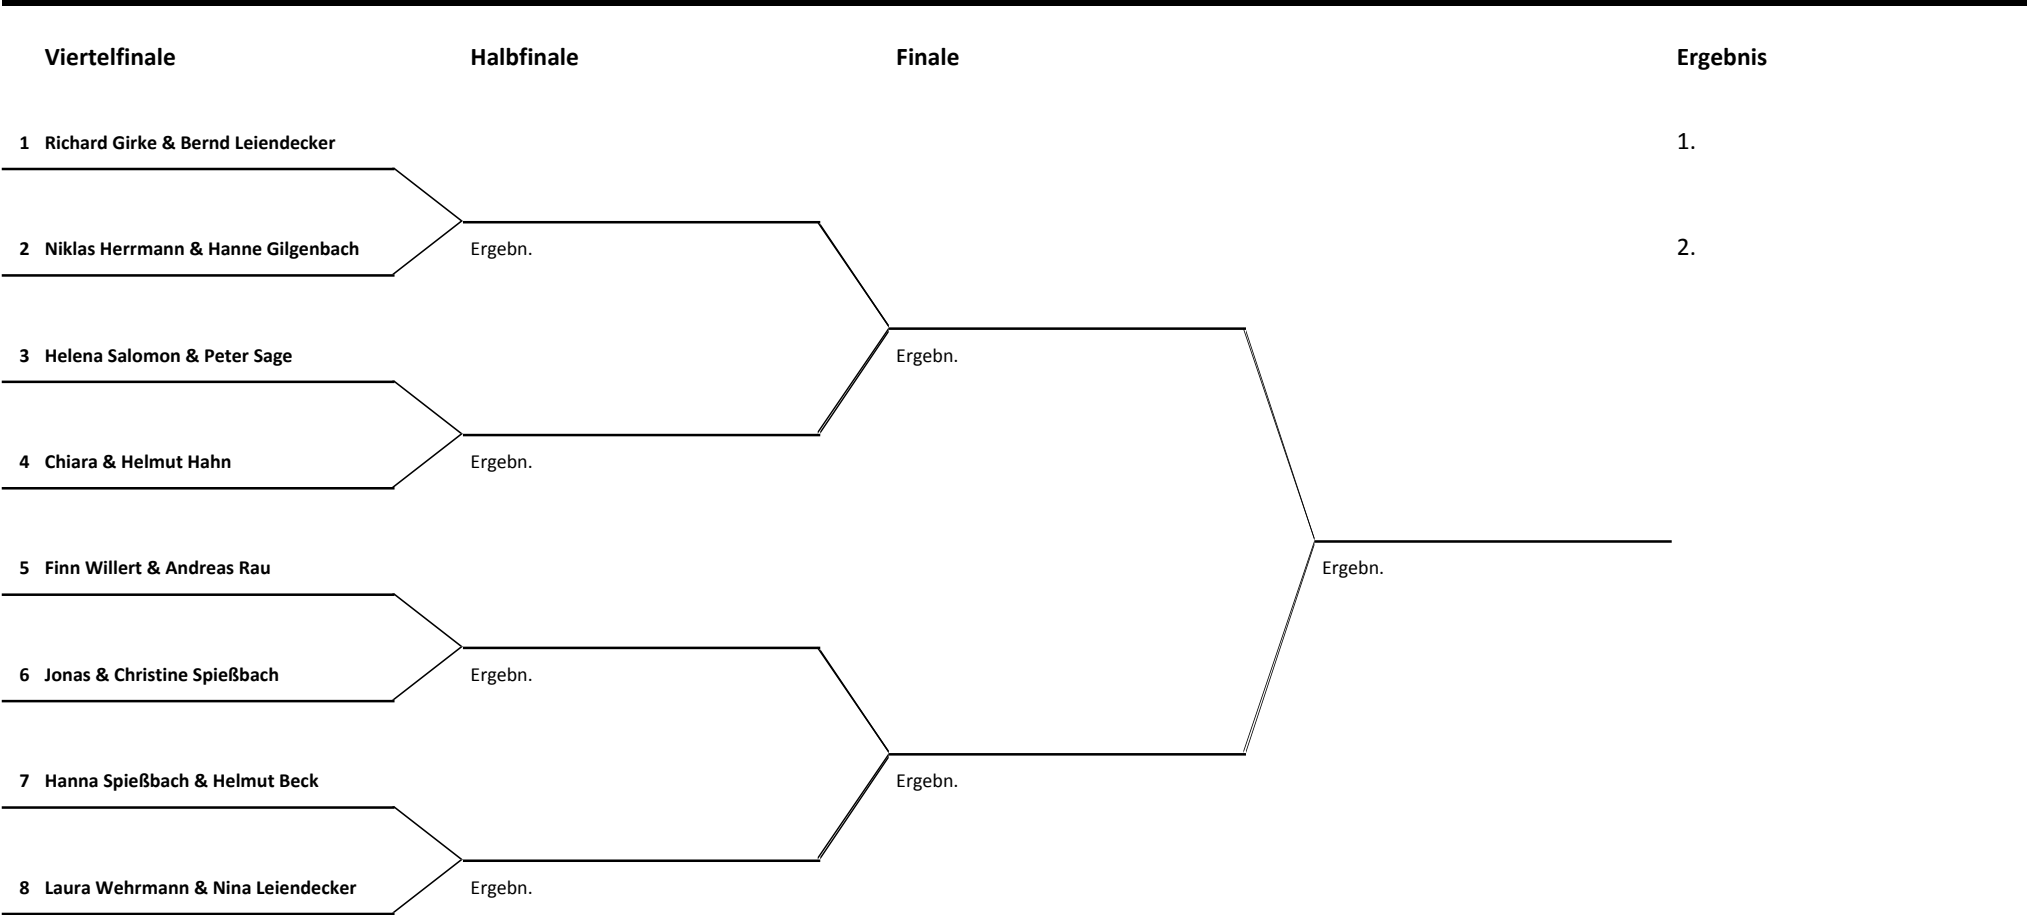 Viertelfinale Halbfinale Finale Ergebnis
1 Richard Girke & Bernd Leiendecker 1.
2 Niklas Herrmann & Hanne Gilgenbach Ergebn. 2.
3 Helena Salomon & Peter Sage Ergebn.
4 Chiara & Helmut Hahn Ergebn.
5 Finn Willert & Andreas Rau Ergebn.
6 Jonas & Christine Spießbach Ergebn.
7 Hanna Spießbach & Helmut Beck Ergebn.
8 Laura Wehrmann & Nina Leiendecker Ergebn.